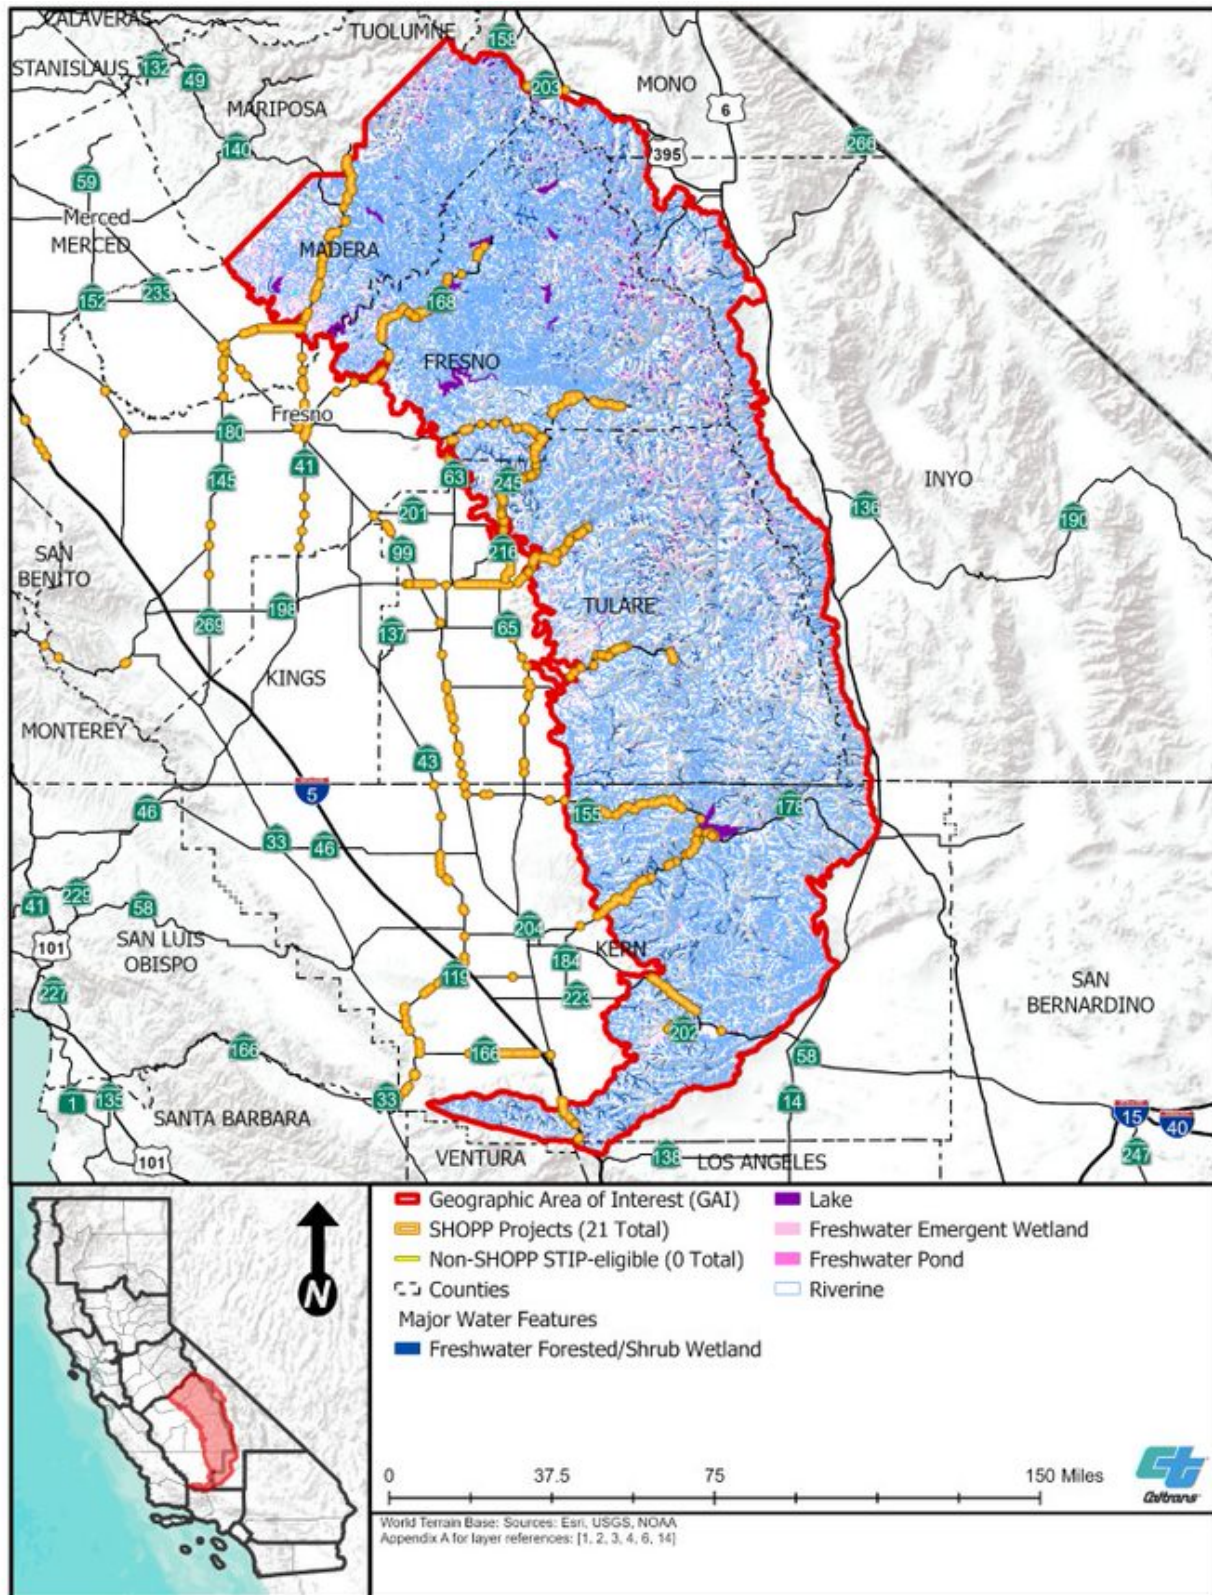 CALAVERAS
TUOLUMNE
158
STANISLAUS
132
49
203
MONO
6
MARIPOSA
140
395
266
59
Merced
MERCED
MADERA
152
233
168
FRESNO
Fresno
180
41
145
63
245
INYO
136
190
201
99
216
SAN
BENITO
TULARE
269
198
137
65
KINGS
MONTEREY
43
5
46
155
178
33
46
229
41
58
101
SAN LUIS
OBISPO
204
KERN
184
119
223
227
SAN
BERNARDINO
202
166
166
58
1
135
33
14
SANTA BARBARA
15
40
101
VENTURA
138
LOS ANGELES
247
N
Geographic Area of Interest (GAI)
SHOPP Projects (21 Total)
Non-SHOPP STIP-eligible (0 Total)
Counties
Major Water Features
Freshwater Forested/Shrub Wetland
Lake
Freshwater Emergent Wetland
Freshwater Pond
Riverine
0 37.5 75 150 Miles
Caltrans
World Terrain Base: Sources: Esri, USGS, NOAA
Appendix A for layer references: [1, 2, 3, 4, 6, 14]